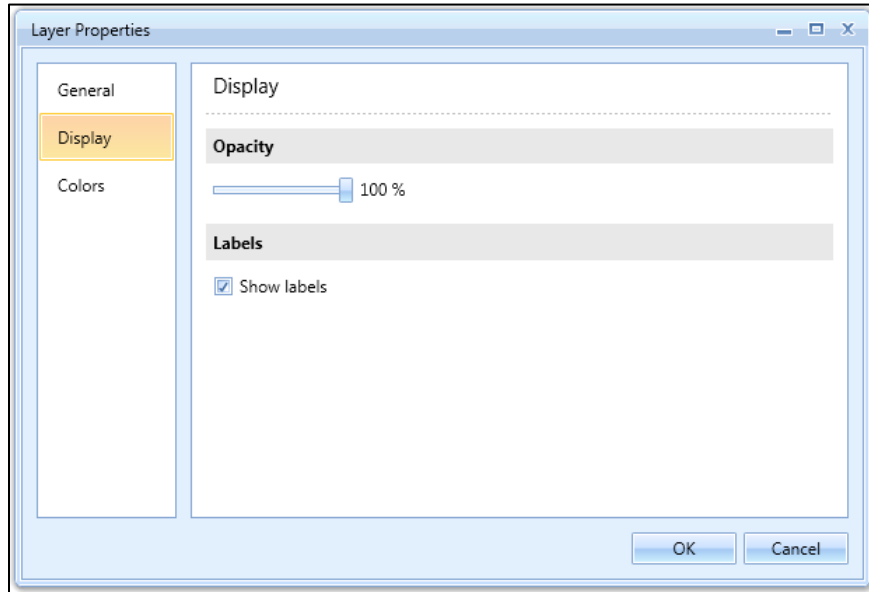 Layer Properties
General
Display
Colors
Display
Opacity
100 %
Labels
Show labels
OK
Cancel